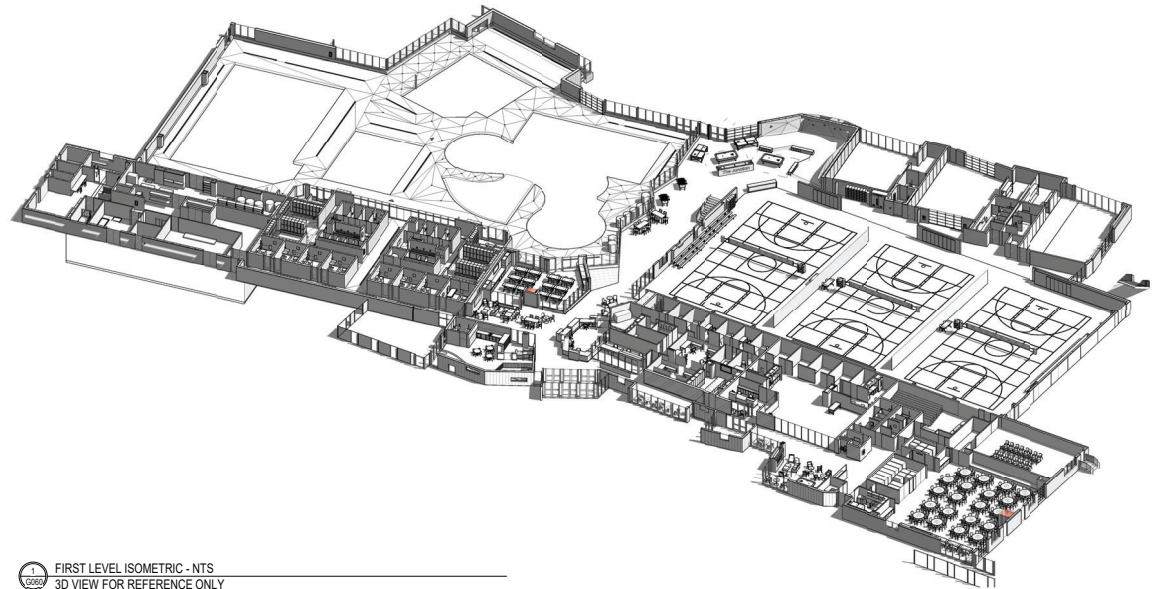 1
FIRST LEVEL ISOMETRIC - NTS
G060
3D VIEW FOR REFERENCE ONLY